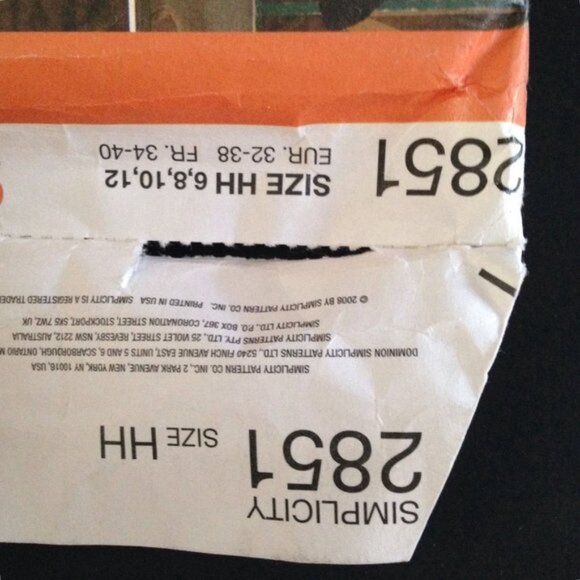 SIMPLICITY
2851 SIZE HH
SIMPLICITY PATTERN CO., INC., 2 PARK AVENUE, NEW YORK, NY 10016, USA
DOMINION SIMPLICITY PATTERNS LTD., 5240 FINCH AVENUE EAST, UNITS 5 AND 6, SCARBOROUGH, ONTARIO M
SIMPLICITY PATTERNS PTY, LTD, 25 VIOLET STREET, REVESBY, NSW 2212 AUSTRALIA
SIMPLICITY LTD., P.O. BOX 367, CORONATION STREET, STOCKPORT, SK5 7WZ, UK
© 2006 BY SIMPLICITY PATTERN CO. INC. PRINTED IN USA SIMPLICITY IS A REGISTERED TRADE
2851 SIZE HH 6,8,10,12
EUR. 32-38 FR. 34-40